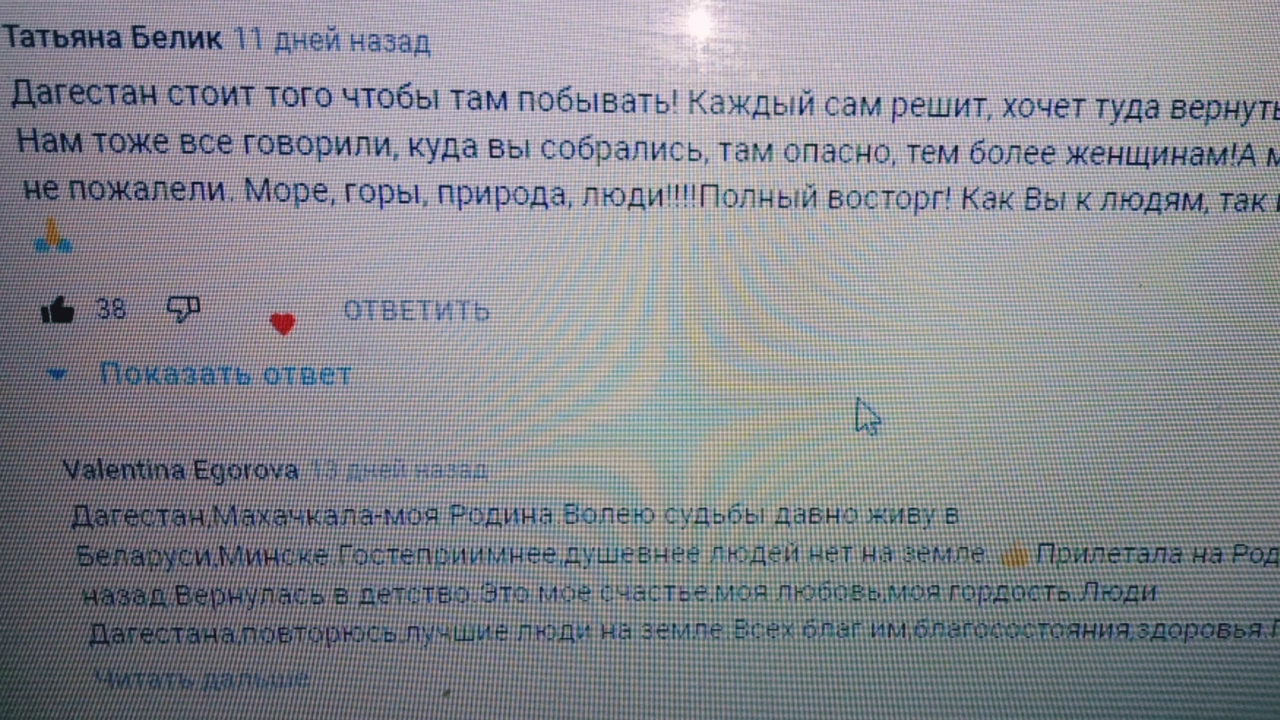 Татьяна Белик 11 дней назад
Дагестан стоит того чтобы там побывать! Каждый сам решит, хочет туда вернуть
Нам тоже все говорили, куда вы собрались, там опасно, тем более женщинам!А м
не пожалели. Море, горы, природа, люди!!!!Полный восторг! Как Вы к людям, так
38 ОТВЕТИТЬ
Показать ответ
Valentina Egorova 13 дней назад
Дагестан,Махачкала-моя Родина.Волею судьбы давно живу в
Беларуси,Минске.Гостеприимнее,душевнее людей нет на земле. Прилетала на Род
назад.Вернулась в детство.Это мое счастье,моя любовь,моя гордость.Люди
Дагестана,повторюсь,лучшие люди на земле.Всех благ им,благосостояния,здоровья.
Читать дальше